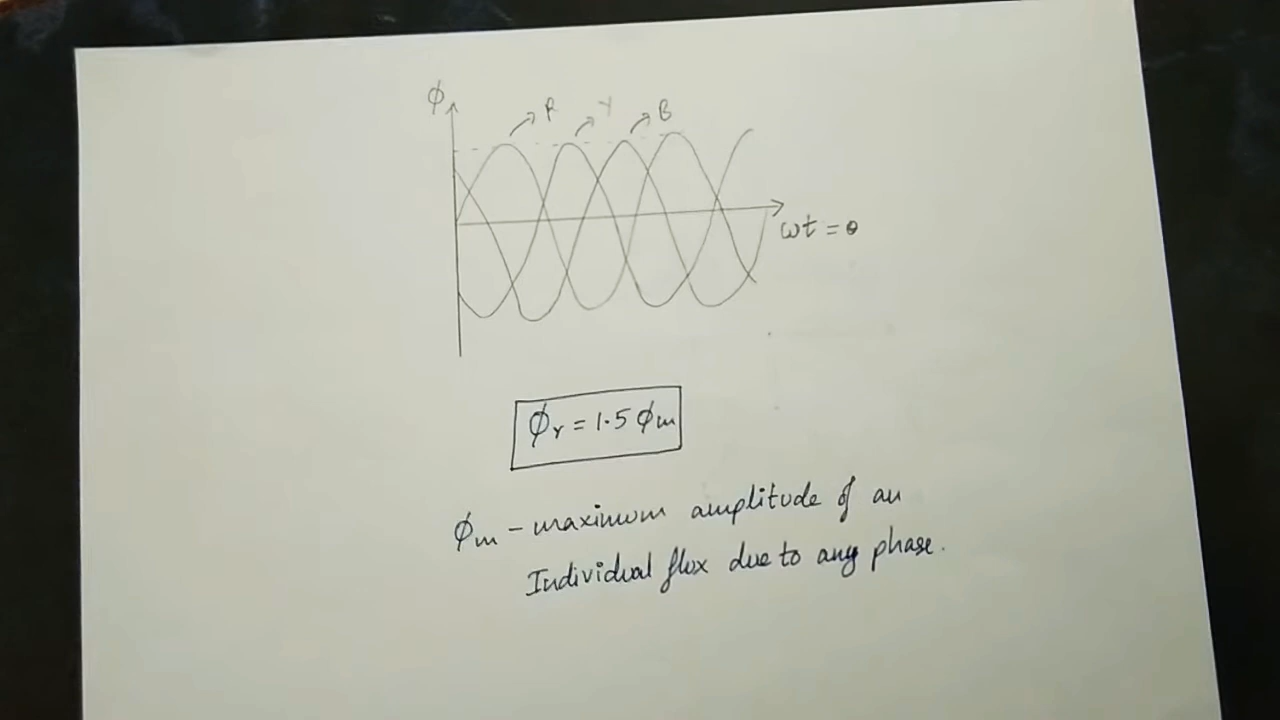 ϕ
R Y B
ωt = θ
ϕr = 1.5 ϕm
ϕm - maximum amplitude of an
Individual flux due to any phase.